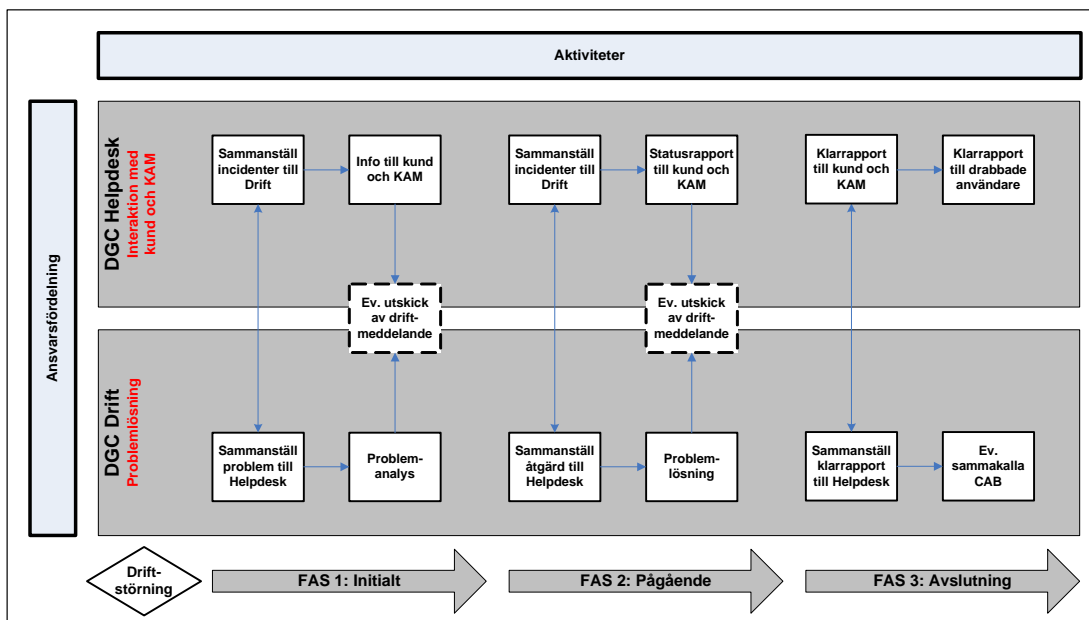 Aktiviteter
Ansvarsfördelning
DGC Helpdesk
Interaktion med
kund och KAM
Sammanställ
incidenter till
Drift
Info till kund
och KAM
Sammanställ
incidenter till
Drift
Statusrapport
till kund och
KAM
Klarrapport
till kund och
KAM
Klarrapport
till drabbade
användare
Ev. utskick
av drift-
meddelande
Ev. utskick
av drift-
meddelande
DGC Drift
Problemlösning
Sammanställ
problem till
Helpdesk
Problem-
analys
Sammanställ
åtgärd till
Helpdesk
Problem-
lösning
Sammanställ
klarrapport
till Helpdesk
Ev.
sammakalla
CAB
Drift-
störning
FAS 1: Initialt
FAS 2: Pågående
FAS 3: Avslutning